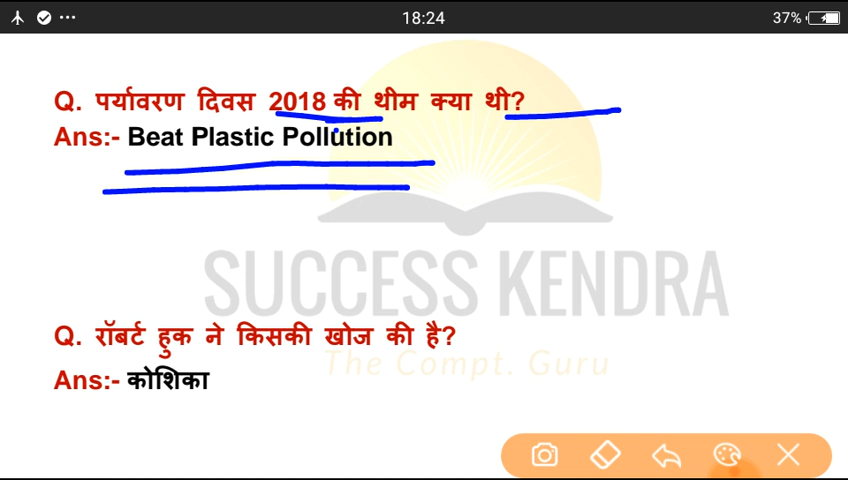 18:24
37%
Q. पर्यावरण दिवस 2018 की थीम क्या थी?
Ans:- Beat Plastic Pollution
SUCCESS KENDRA
Q. रॉबर्ट हुक ने किसकी खोज की है?
The Compt. Guru
Ans:- कोशिका